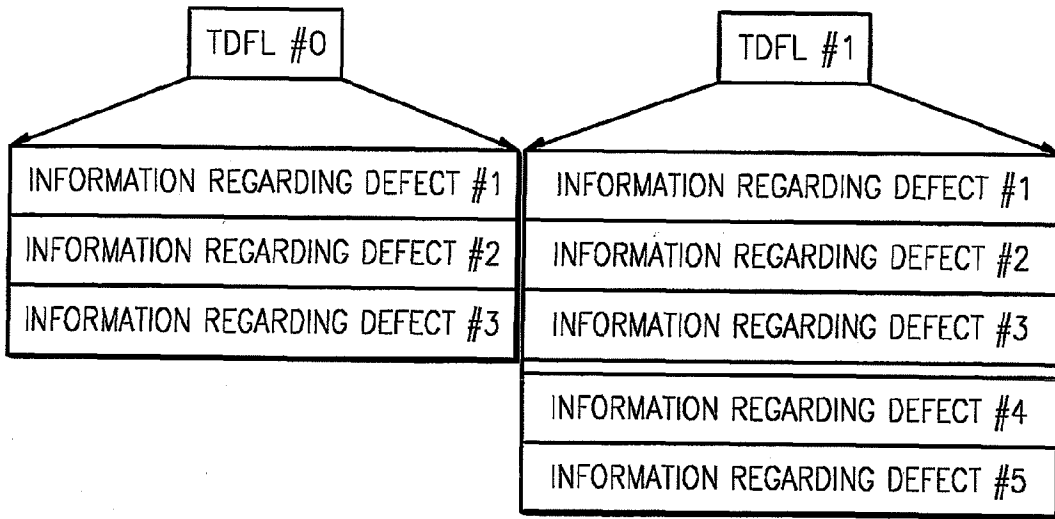 TDFL #0
INFORMATION REGARDING DEFECT #1
INFORMATION REGARDING DEFECT #2
INFORMATION REGARDING DEFECT #3
TDFL #1
INFORMATION REGARDING DEFECT #1
INFORMATION REGARDING DEFECT #2
INFORMATION REGARDING DEFECT #3
INFORMATION REGARDING DEFECT #4
INFORMATION REGARDING DEFECT #5